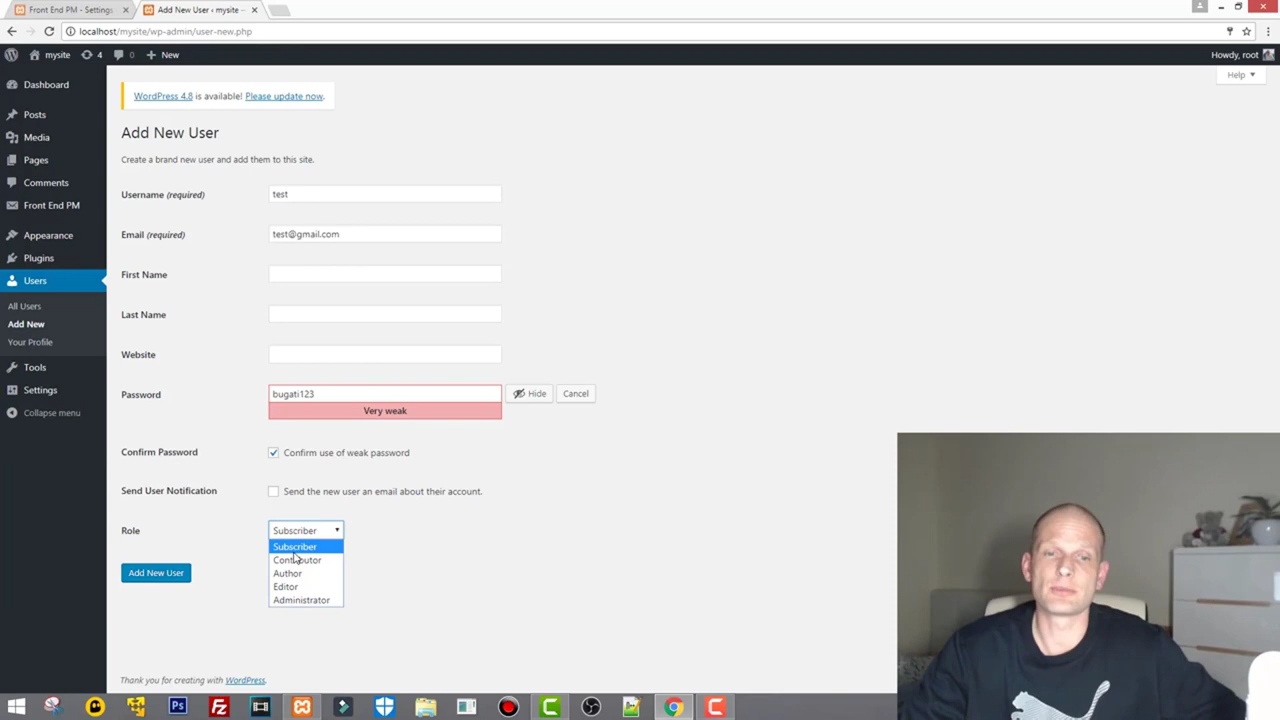 Front End PM - Settings
Add New User ‹ mysite –
localhost/mysite/wp-admin/user-new.php
mysite
4
0
New
Howdy, root
Help
Dashboard
Posts
Media
Pages
Comments
Front End PM
Appearance
Plugins
Users
All Users
Add New
Your Profile
Tools
Settings
Collapse menu
WordPress 4.8 is available! Please update now.
Add New User
Create a brand new user and add them to this site.
Username (required)
test
Email (required)
test@gmail.com
First Name
Last Name
Website
Password
bugati123
Hide
Cancel
Very weak
Confirm Password
Confirm use of weak password
Send User Notification
Send the new user an email about their account.
Role
Subscriber
Subscriber
Contributor
Author
Editor
Administrator
Add New User
Thank you for creating with WordPress.
Ps
Fz
C
C
PUMA